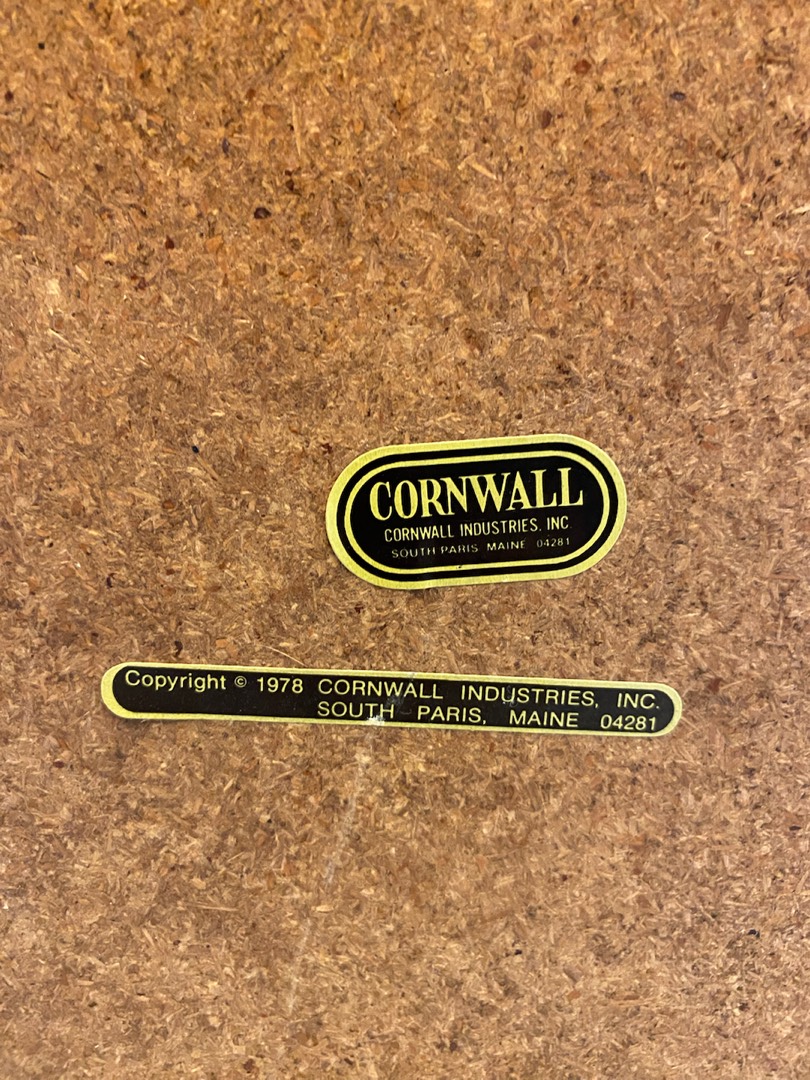 CORNWALL
CORNWALL INDUSTRIES, INC.
SOUTH PARIS MAINE 04281
Copyright © 1978 CORNWALL INDUSTRIES, INC.
SOUTH PARIS, MAINE 04281